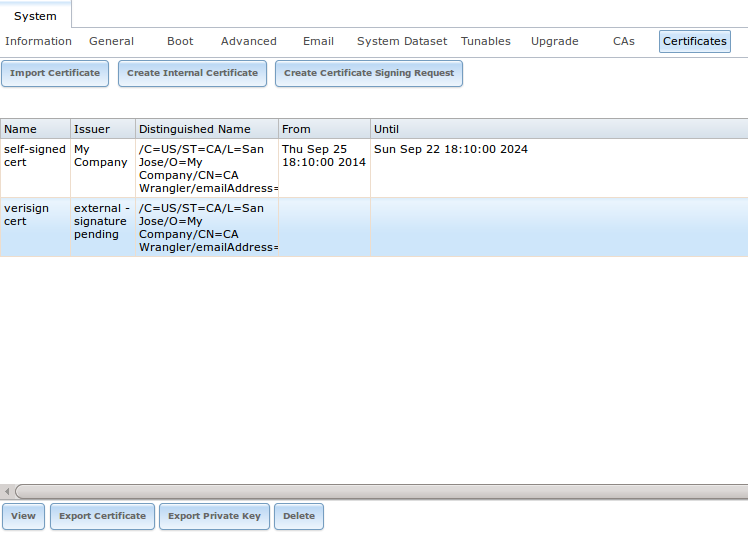 System
Information General Boot Advanced Email System Dataset Tunables Upgrade CAs Certificates
Import Certificate Create Internal Certificate Create Certificate Signing Request
Name Issuer Distinguished Name From Until
self-signed My /C=US/ST=CA/L=San Thu Sep 25 Sun Sep 22 18:10:00 2024
cert Company Jose/O=My 18:10:00 2014
Company/CN=CA
Wrangler/emailAddress=
verisign external - /C=US/ST=CA/L=San
cert signature Jose/O=My
pending Company/CN=CA
Wrangler/emailAddress=
View Export Certificate Export Private Key Delete